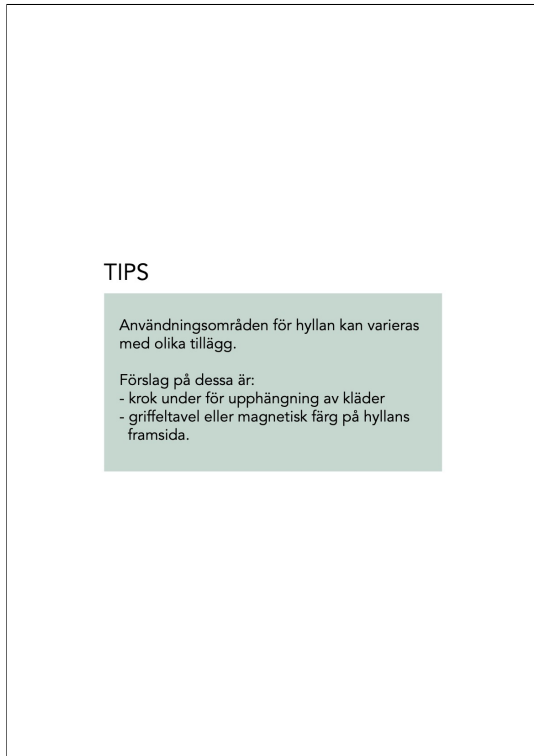 TIPS
Användningsområden för hyllan kan varieras
med olika tillägg.
Förslag på dessa är:
- krok under för upphängning av kläder
- griffeltavel eller magnetisk färg på hyllans
framsida.